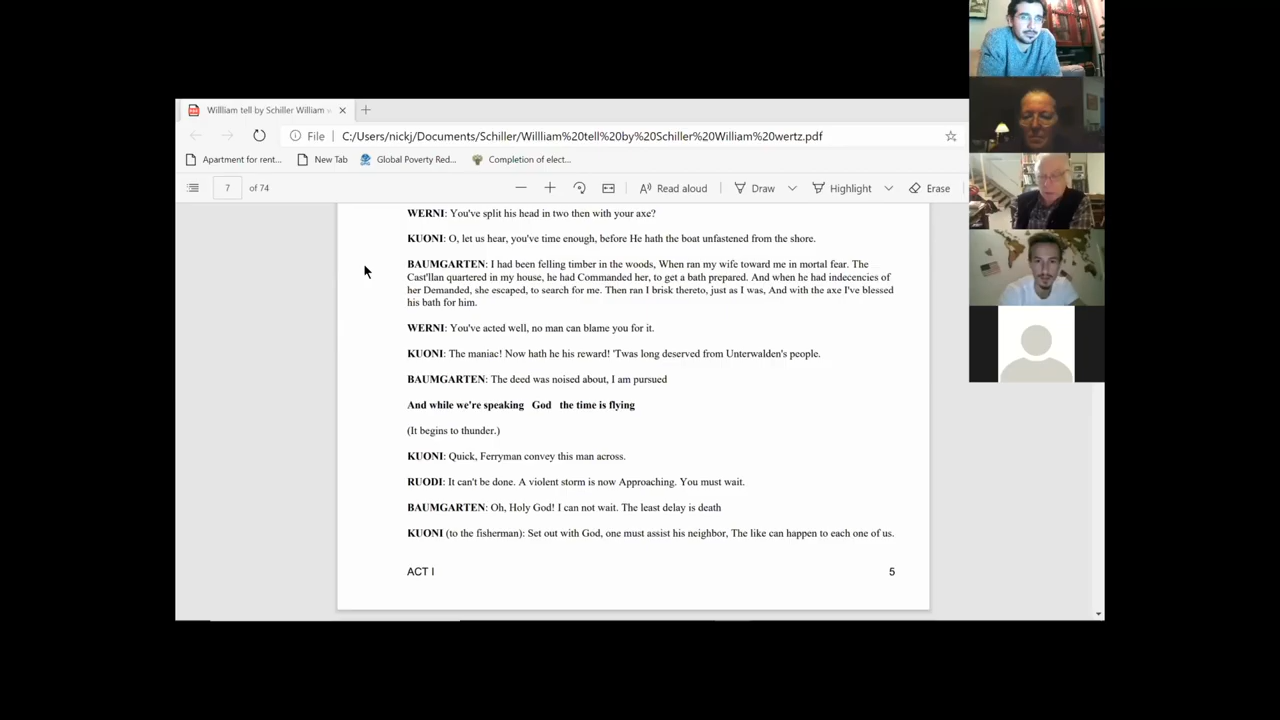 Willliam tell by Schiller William
File
C:/Users/nickj/Documents/Schiller/Willliam%20tell%20by%20Schiller%20William%20wertz.pdf
Apartment for rent...
New Tab
Global Poverty Red...
Completion of elect...
7 of 74
Read aloud
Draw
Highlight
Erase
WERNI: You've split his head in two then with your axe?
KUONI: O, let us hear, you've time enough, before He hath the boat unfastened from the shore.
BAUMGARTEN: I had been felling timber in the woods, When ran my wife toward me in mortal fear. The
Cast'llan quartered in my house, he had Commanded her, to get a bath prepared. And when he had indecencies of
her Demanded, she escaped, to search for me. Then ran I brisk thereto, just as I was, And with the axe I've blessed
his bath for him.
WERNI: You've acted well, no man can blame you for it.
KUONI: The maniac! Now hath he his reward! 'Twas long deserved from Unterwalden's people.
BAUMGARTEN: The deed was noised about, I am pursued
And while we're speaking God the time is flying
(It begins to thunder.)
KUONI: Quick, Ferryman convey this man across.
RUODI: It can't be done. A violent storm is now Approaching. You must wait.
BAUMGARTEN: Oh, Holy God! I can not wait. The least delay is death
KUONI (to the fisherman): Set out with God, one must assist his neighbor, The like can happen to each one of us.
ACT I 5